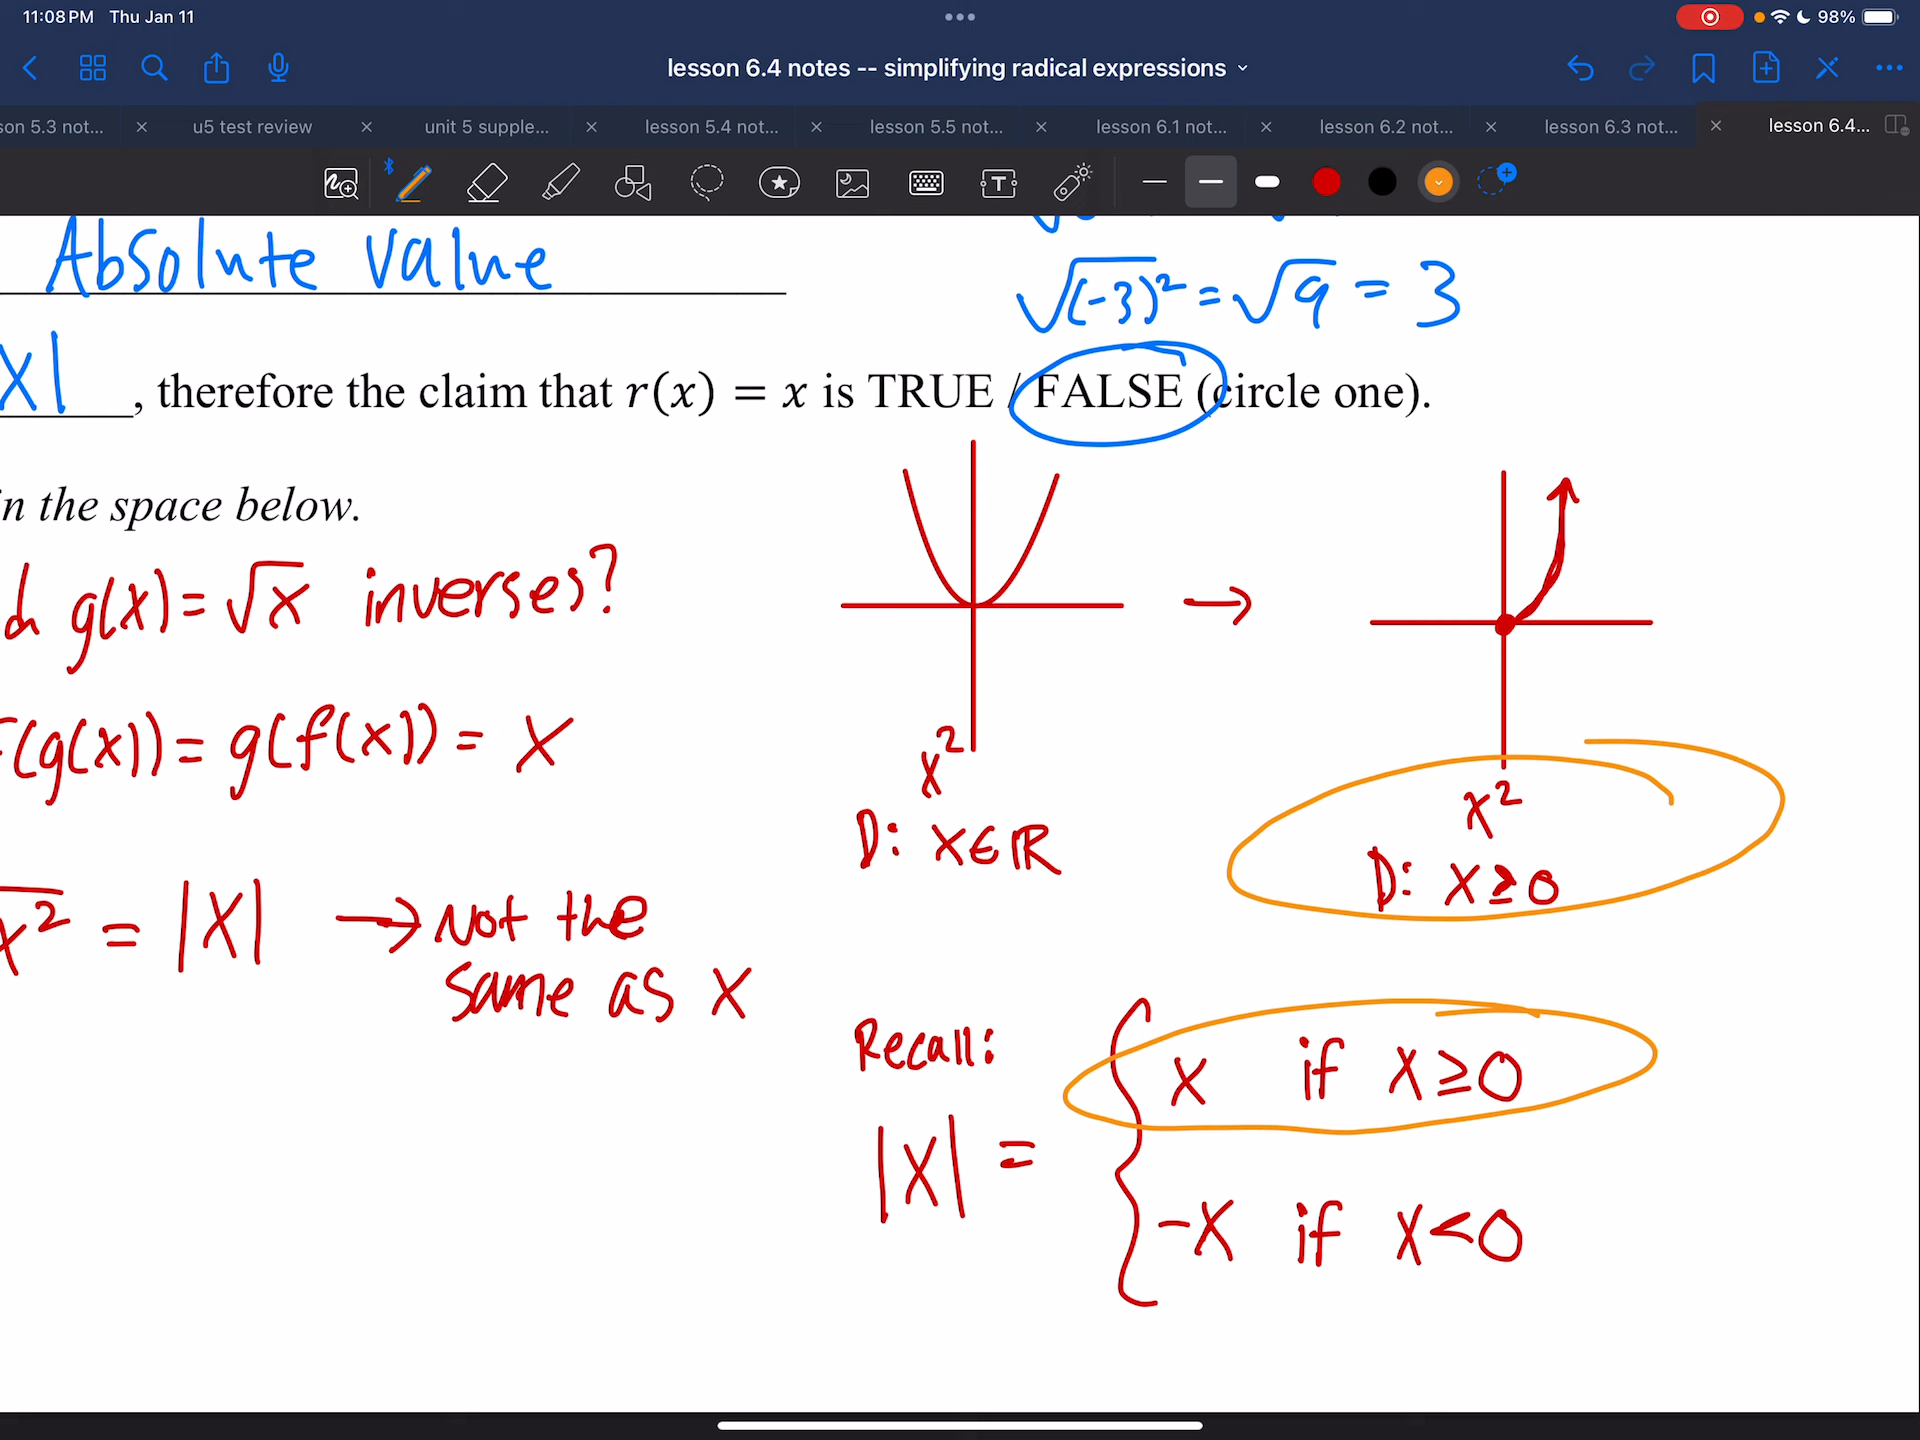 11:08 PM Thu Jan 11
98%
lesson 6.4 notes -- simplifying radical expressions
son 5.3 not...
u5 test review
unit 5 supple...
lesson 5.4 not...
lesson 5.5 not...
lesson 6.1 not...
lesson 6.2 not...
lesson 6.3 not...
lesson 6.4...
Absolute value
√(-3)² = √9 = 3
x|, therefore the claim that r(x) = x is TRUE / FALSE (circle one).
n the space below.
d g(x) = √x inverses?
f(g(x)) = g(f(x)) = x
x²
D: x∈ℝ
x²
D: x≥0
x² = |x| → Not the
same as x
Recall:
|x| = { x if x≥0
-x if x<0